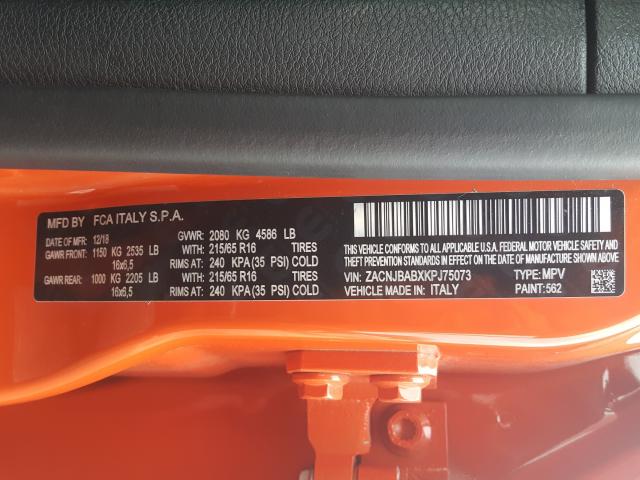 MFD BY FCA ITALY S.P.A.
DATE OF MFR: 12/18 GVWR: 2080 KG 4586 LB
GAWR FRONT: 1150 KG 2535 LB WITH: 215/65 R16 TIRES
16x6,5 RIMS AT: 240 KPA(35 PSI) COLD
GAWR REAR: 1000 KG 2205 LB WITH: 215/65 R16 TIRES
16x6,5 RIMS AT: 240 KPA(35 PSI) COLD
THIS VEHICLE CONFORMS TO ALL APPLICABLE U.S.A. FEDERAL MOTOR VEHICLE SAFETY, BUMPER AND
THEFT PREVENTION STANDARDS IN EFFECT ON THE DATE OF MANUFACTURE SHOWN ABOVE
VIN: ZACNJBABXKPJ75073 TYPE: MPV
VEHICLE MADE IN: ITALY PAINT: 562